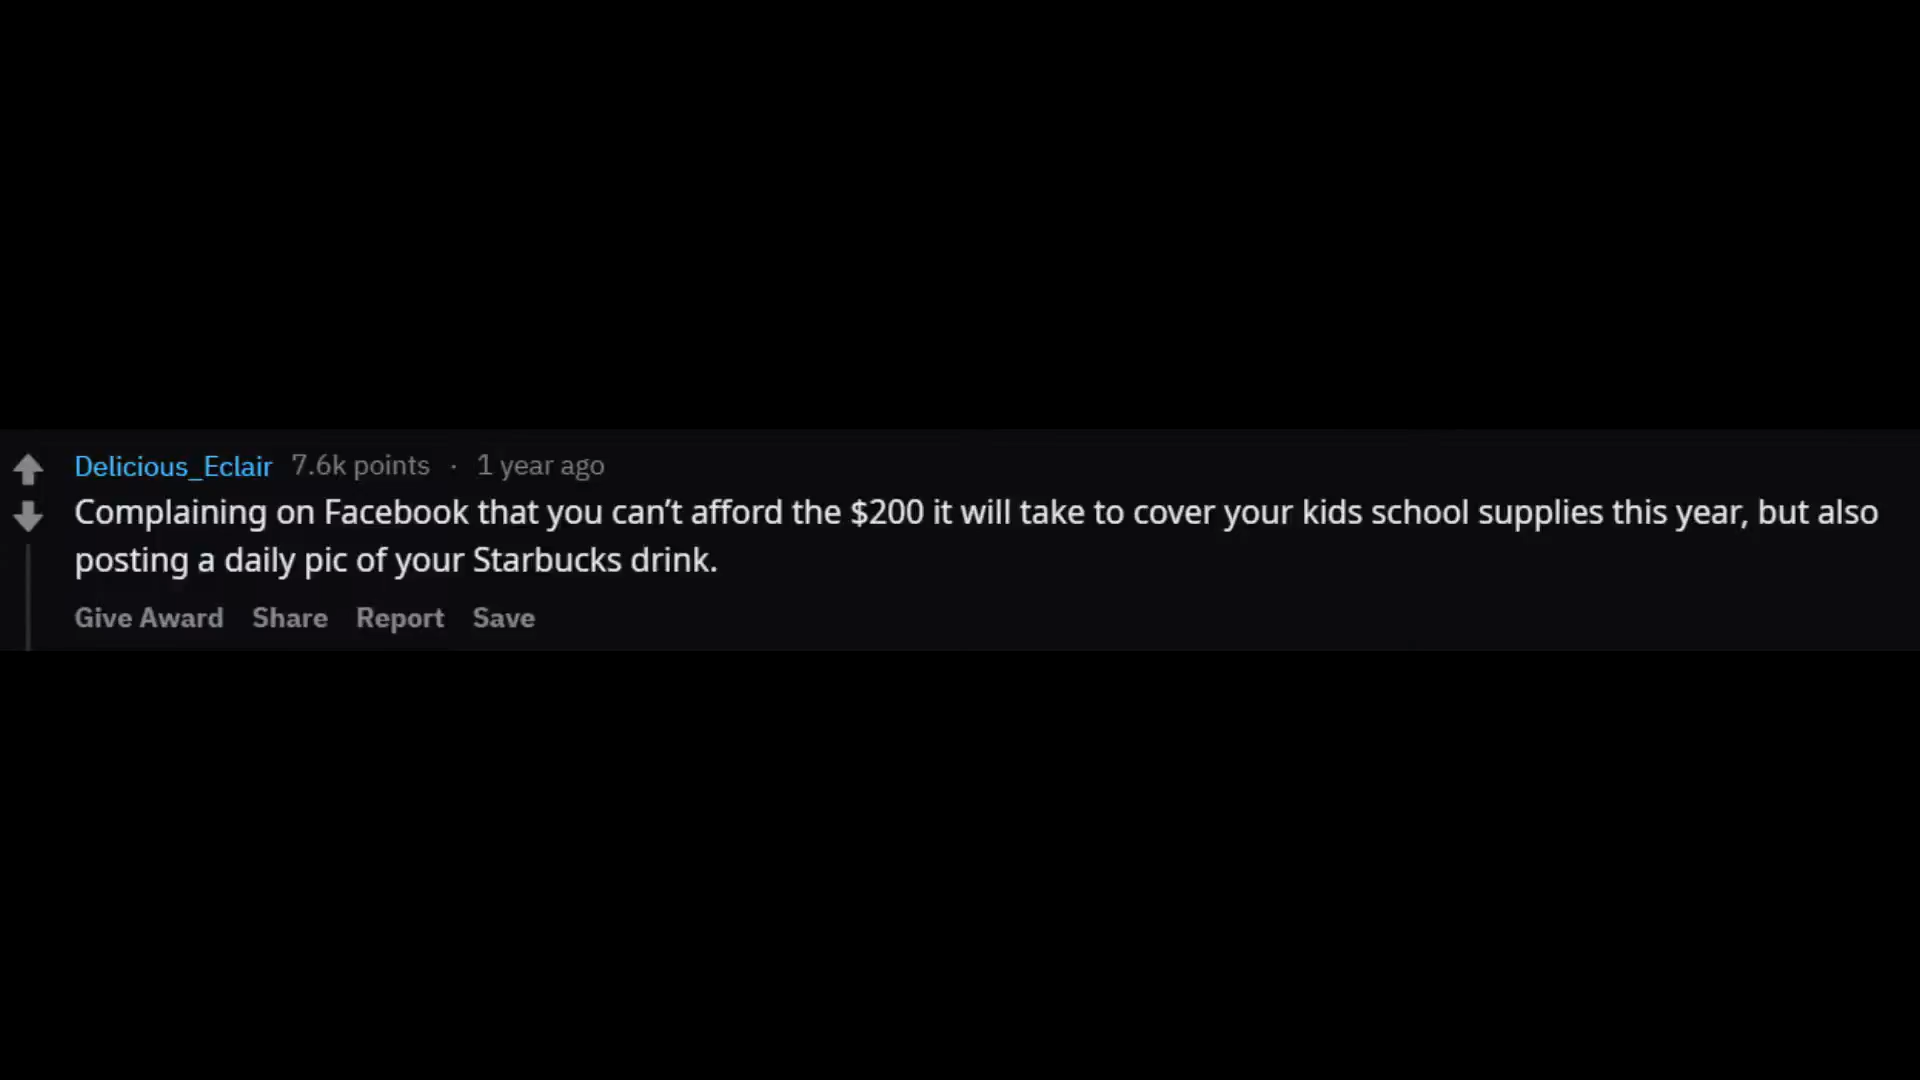 Delicious_Eclair 7.6k points · 1 year ago
Complaining on Facebook that you can’t afford the $200 it will take to cover your kids school supplies this year, but also
posting a daily pic of your Starbucks drink.
Give Award Share Report Save